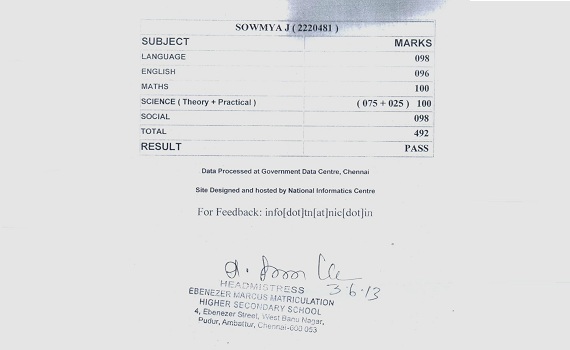 SOWMYA J ( 2220481 )
SUBJECT MARKS
LANGUAGE 098
ENGLISH 096
MATHS 100
SCIENCE ( Theory + Practical ) ( 075 + 025 ) 100
SOCIAL 098
TOTAL 492
RESULT PASS
Data Processed at Government Data Centre, Chennai
Site Designed and hosted by National Informatics Centre
For Feedback: info[dot]tn[at]nic[dot]in
3.6.13
HEADMISTRESS
EBENEZER MARCUS MATRICULATION
HIGHER SECONDARY SCHOOL
4, Ebenezer Street, West Banu Nagar,
Pudur, Ambattur, Chennai-600 053